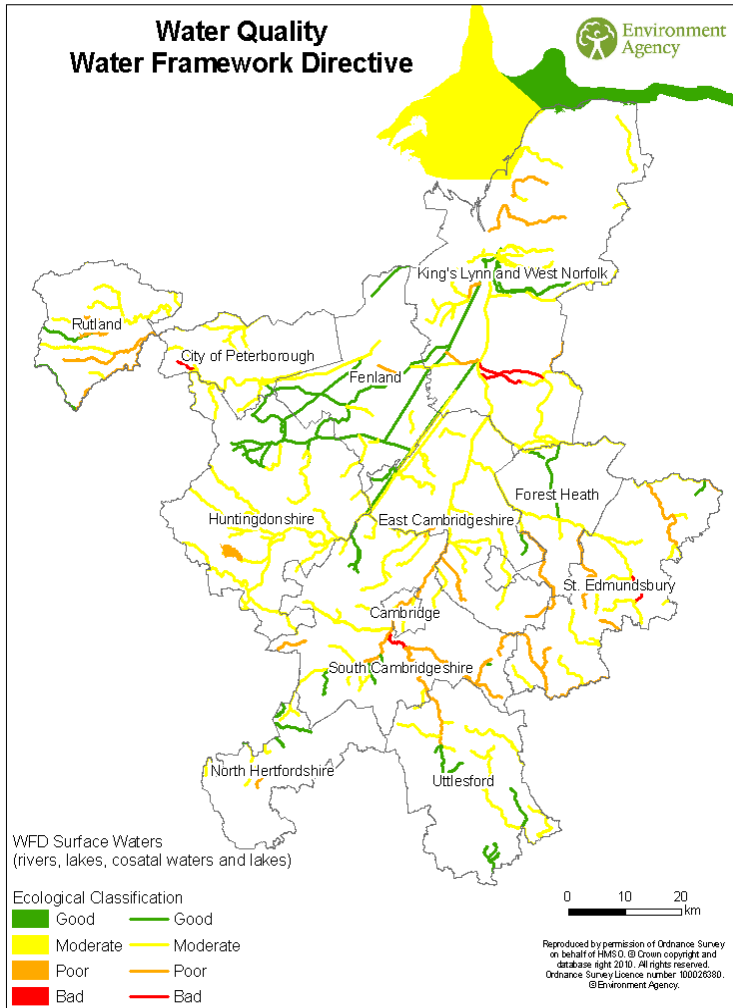 Water Quality
Water Framework Directive
Environment
Agency
King's Lynn and West Norfolk
Rutland
City of Peterborough
Fenland
Forest Heath
Huntingdonshire
East Cambridgeshire
St. Edmundsbury
Cambridge
South Cambridgeshire
North Hertfordshire
Uttlesford
WFD Surface Waters
(rivers, lakes, cosatal waters and lakes)
Ecological Classification
Good Good
Moderate Moderate
Poor Poor
Bad Bad
0 10 20
km
Reproduced by permission of Ordnance Survey
on behalf of HMSO. © Crown copyright and
database right 2010. All rights reserved.
Ordnance Survey Licence number 100026380.
©Environment Agency.